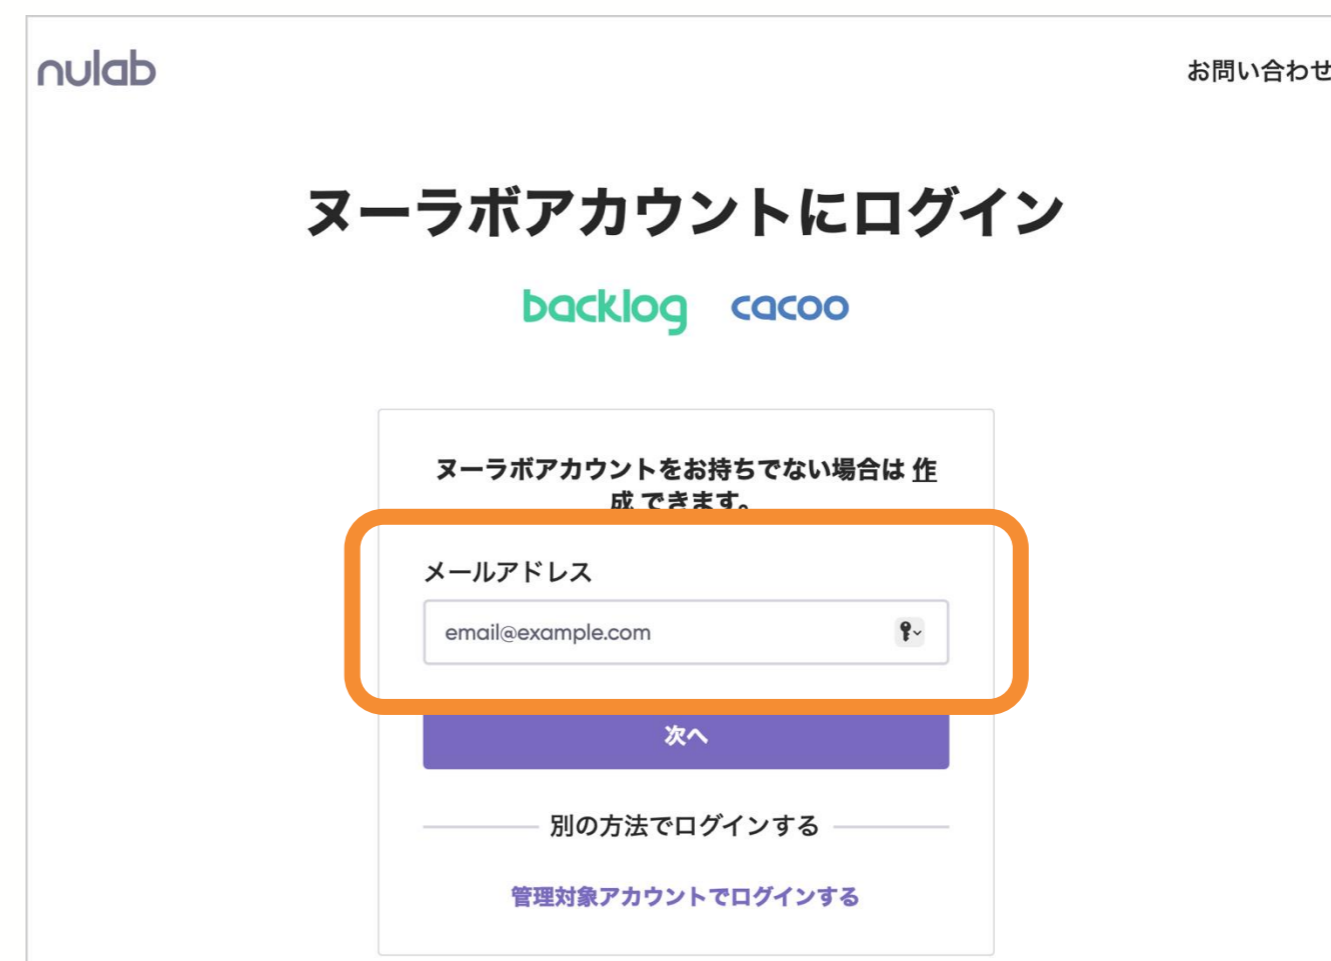 nulab
お問い合わせ
ヌーラボアカウントにログイン
backlog cacoo
ヌーラボアカウントをお持ちでない場合は 作
成 できます。
メールアドレス
email@example.com
次へ
別の方法でログインする
管理対象アカウントでログインする